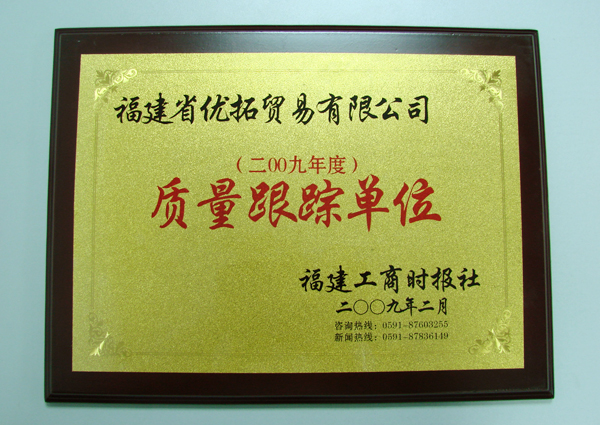 福建省优拓贸易有限公司
（二00九年度）
质量跟踪单位
福建工商时报社
二〇〇九年二月
咨询热线：0591-87603255
新闻热线：0591-87836149